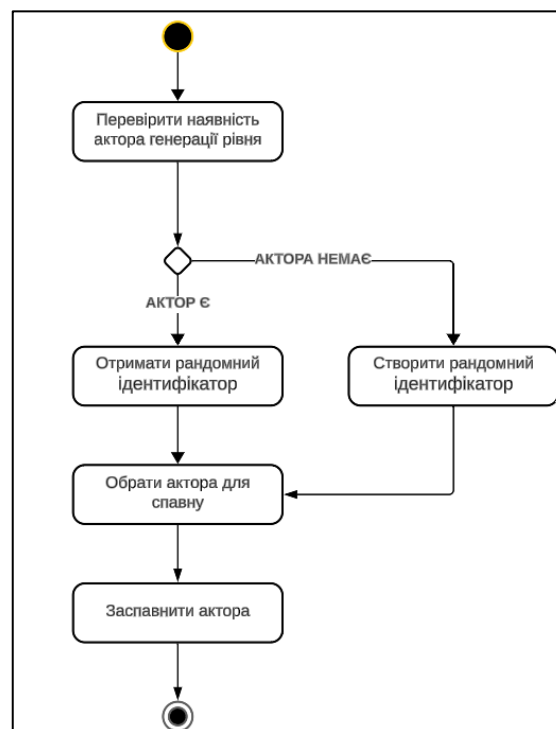 Перевірити наявність
актора генерації рівня
АКТОРА НЕМАЄ
АКТОР Є
Отримати рандомний
ідентифікатор
Створити рандомний
ідентифікатор
Обрати актора для
спавну
Заспавнити актора